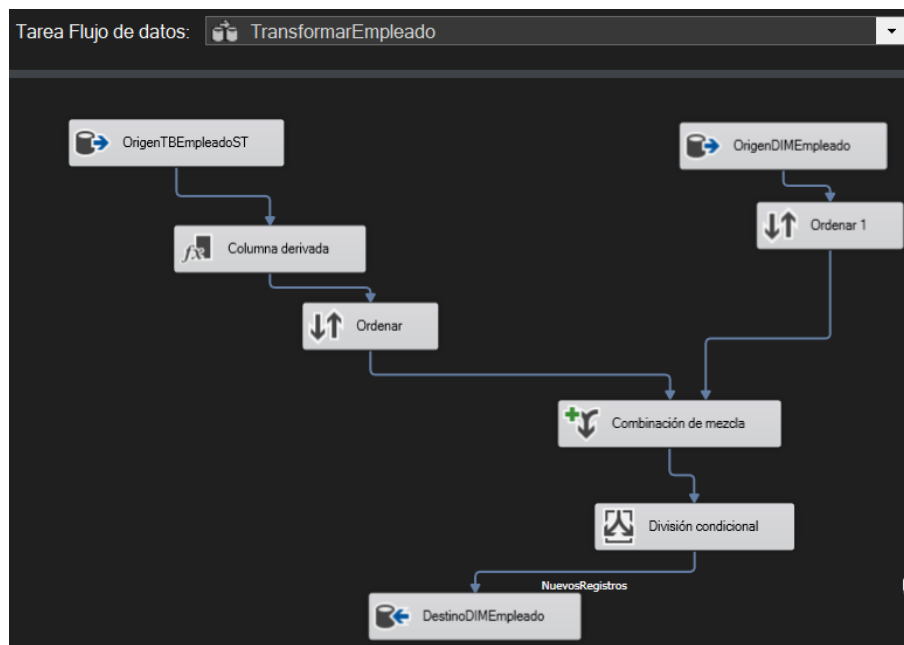 Tarea Flujo de datos: TransformarEmpleado
OrigenTBEmpleadoST
OrigenDIMEmpleado
Ordenar 1
Columna derivada
Ordenar
Combinación de mezcla
División condicional
NuevosRegistros
DestinoDIMEmpleado